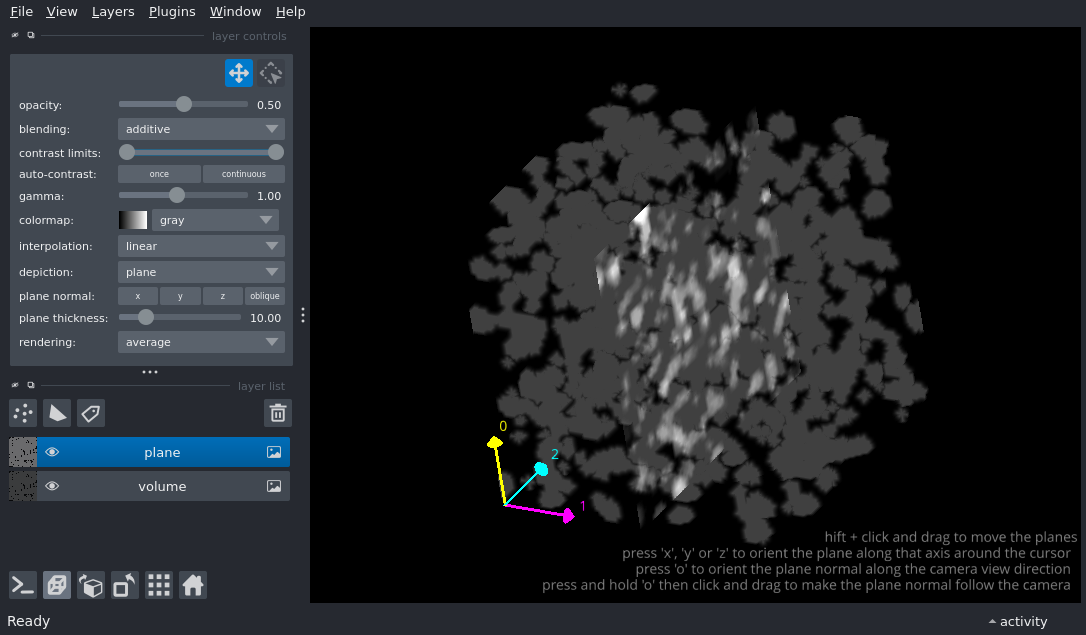 File View Layers Plugins Window Help
layer controls
opacity: 0.50
blending: additive
contrast limits:
auto-contrast: once continuous
gamma: 1.00
colormap: gray
interpolation: linear
depiction: plane
plane normal: x y z oblique
plane thickness: 10.00
rendering: average
layer list
plane
volume
0
2
1
hift + click and drag to move the planes
press 'x', 'y' or 'z' to orient the plane along that axis around the cursor
press 'o' to orient the plane normal along the camera view direction
press and hold 'o' then click and drag to make the plane normal follow the camera
Ready
activity